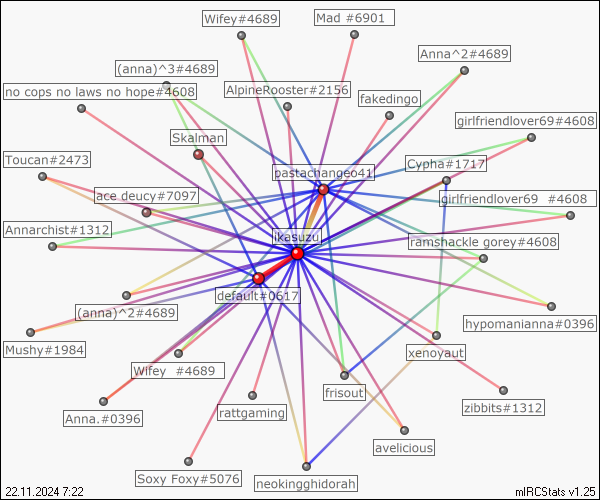 Wifey#4689
Mad #6901
Anna^2#4689
(anna)^3#4689
no cops no laws no hope#4608
AlpineRooster#2156
fakedingo
girlfriendlover69#4608
Skalman
Toucan#2473
pastachangeo41
Cypha#1717
ace deucy#7097
girlfriendlover69 #4608
Annarchist#1312
ikasuzu
ramshackle gorey#4608
default#0617
(anna)^2#4689
hypomanianna#0396
Mushy#1984
xenoyaut
Wifey #4689
frisout
zibbits#1312
Anna.#0396
rattgaming
avelicious
Soxy Foxy#5076
neokingghidorah
22.11.2024 7:22
mIRCStats v1.25